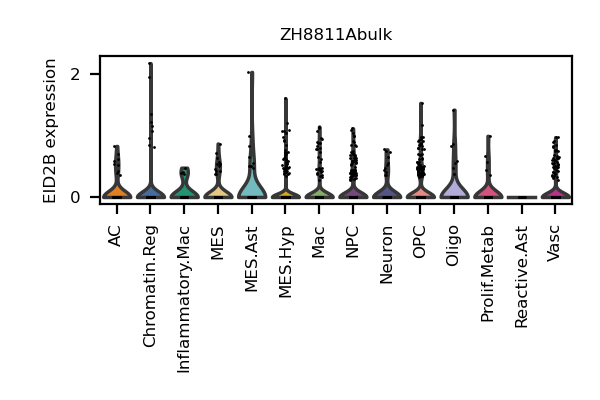 ZH8811Abulk
EID2B expression
2
0
AC
Chromatin.Reg
Inflammatory.Mac
MES
MES.Ast
MES.Hyp
Mac
NPC
Neuron
OPC
Oligo
Prolif.Metab
Reactive.Ast
Vasc